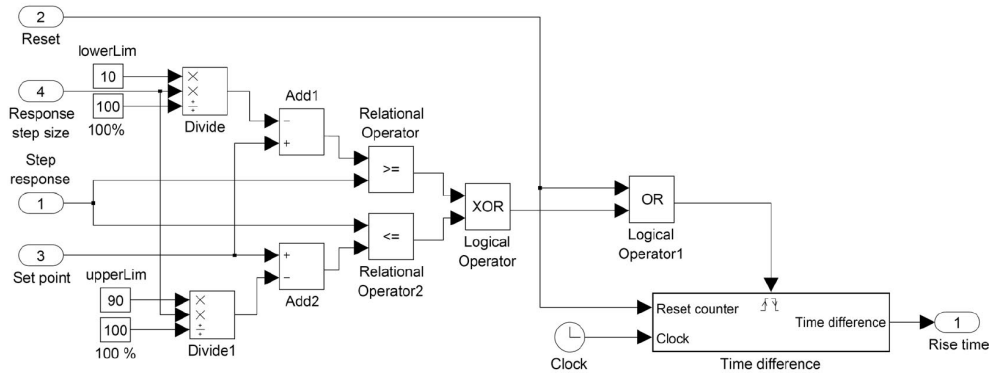 2
Reset
lowerLim
10
4
100
Response
step size
100%
×
×
÷
Divide
Add1
−
+
Relational
Operator
>=
Step
response
1
XOR
Logical
Operator
OR
Logical
Operator1
<=
Relational
Operator2
3
Set point
+
−
Add2
upperLim
90
100
100 %
×
×
÷
Divide1
Reset counter
Clock
Time difference
Time difference
Clock
1
Rise time